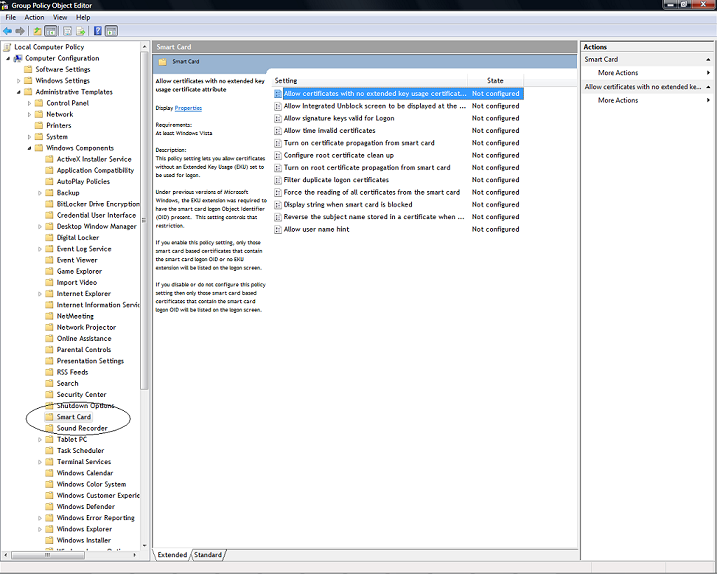 Group Policy Object Editor
File Action View Help
Local Computer Policy
Computer Configuration
Software Settings
Windows Settings
Administrative Templates
Control Panel
Network
Printers
System
Windows Components
ActiveX Installer Service
Application Compatibility
AutoPlay Policies
Backup
BitLocker Drive Encryption
Credential User Interface
Desktop Window Manager
Digital Locker
Event Log Service
Event Viewer
Game Explorer
Import Video
Internet Explorer
Internet Information Servic
NetMeeting
Network Projector
Online Assistance
Parental Controls
Presentation Settings
RSS Feeds
Search
Security Center
Shutdown Options
Smart Card
Sound Recorder
Tablet PC
Task Scheduler
Terminal Services
Windows Calendar
Windows Color System
Windows Customer Experie
Windows Defender
Windows Error Reporting
Windows Explorer
Windows Installer
Smart Card
Smart Card
Allow certificates with no extended key
usage certificate attribute
Display Properties
Requirements:
At least Windows Vista.
Description:
This policy setting lets you allow certificates
without an Extended Key Usage (EKU) set to
be used for logon.
Under previous versions of Microsoft
Windows, the EKU extension was required to
have the smart card logon Object Identifier
(OID) present. This setting controls that
restriction.
If you enable this policy setting, only those
smart card based certificates that contain
the smart card logon OID or no EKU
extension will be listed on the logon screen.
If you disable or do not configure this policy
setting then only those smart card based
certificates that contain the smart card
logon OID will be listed on the logon screen.
Setting State
Allow certificates with no extended key usage certificat... Not configured
Allow Integrated Unblock screen to be displayed at the ... Not configured
Allow signature keys valid for Logon Not configured
Allow time invalid certificates Not configured
Turn on certificate propagation from smart card Not configured
Configure root certificate clean up Not configured
Turn on root certificate propagation from smart card Not configured
Filter duplicate logon certificates Not configured
Force the reading of all certificates from the smart card Not configured
Display string when smart card is blocked Not configured
Reverse the subject name stored in a certificate when ... Not configured
Allow user name hint Not configured
Extended Standard
Actions
Smart Card
More Actions
Allow certificates with no extended ke...
More Actions